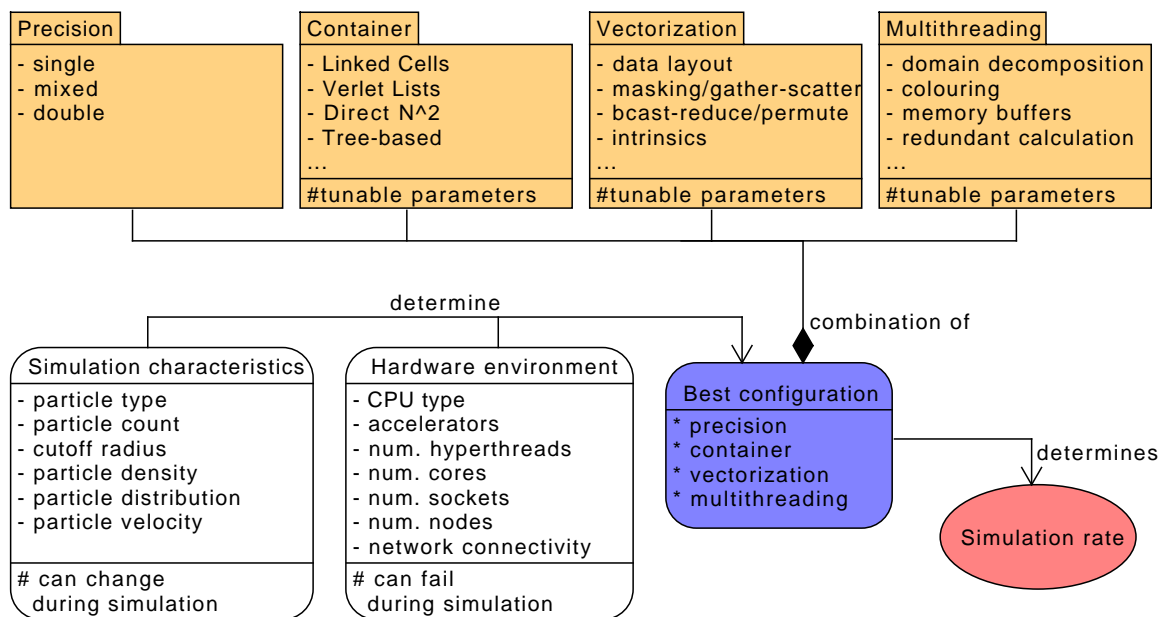 Precision
- single
- mixed
- double
Container
- Linked Cells
- Verlet Lists
- Direct N^2
- Tree-based
...
#tunable parameters
Vectorization
- data layout
- masking/gather-scatter
- bcast-reduce/permute
- intrinsics
...
#tunable parameters
Multithreading
- domain decomposition
- colouring
- memory buffers
- redundant calculation
...
#tunable parameters
determine
combination of
Simulation characteristics
- particle type
- particle count
- cutoff radius
- particle density
- particle distribution
- particle velocity
# can change
during simulation
Hardware environment
- CPU type
- accelerators
- num. hyperthreads
- num. cores
- num. sockets
- num. nodes
- network connectivity
# can fail
during simulation
Best configuration
* precision
* container
* vectorization
* multithreading
determines
Simulation rate